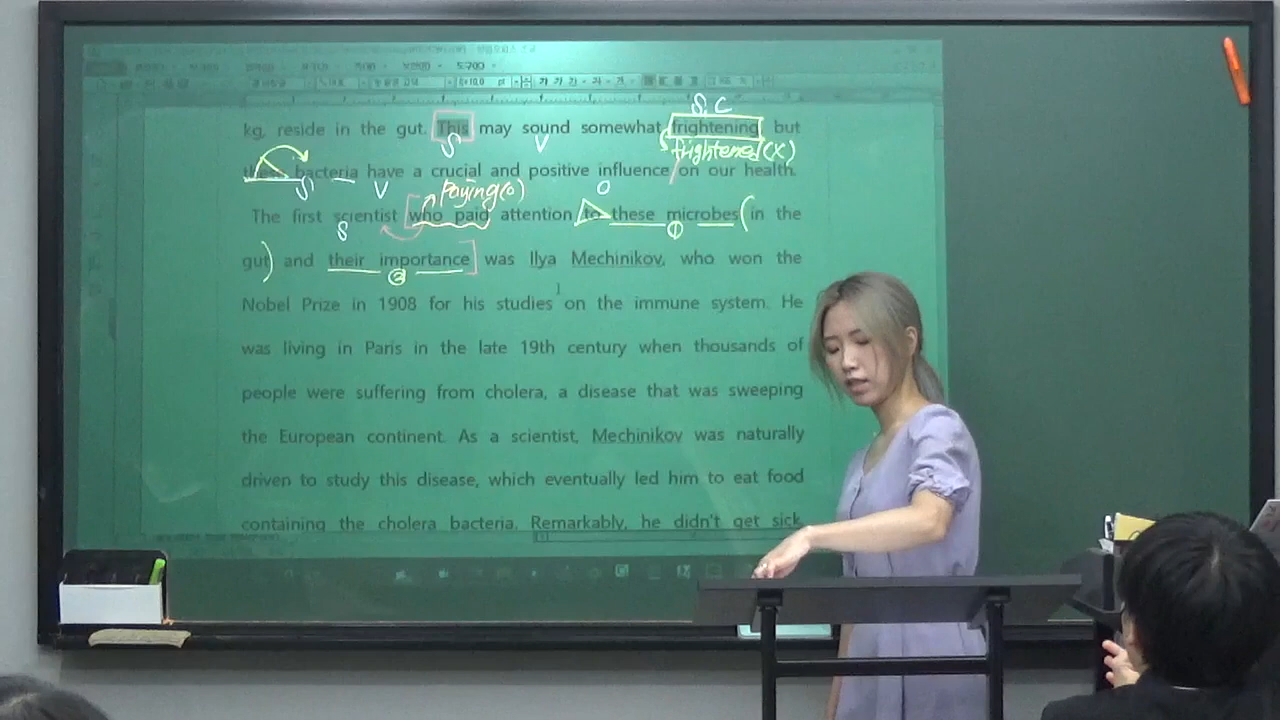 S.C
kg, reside in the gut. This may sound somewhat frightening, but
S V frightened(X)
these bacteria have a crucial and positive influence on our health.
S V paying(o) O
The first scientist who paid attention to these microbes (in the
S ①
gut) and their importance] was Ilya Mechinikov, who won the
②
Nobel Prize in 1908 for his studies on the immune system. He
was living in Paris in the late 19th century when thousands of
people were suffering from cholera, a disease that was sweeping
the European continent. As a scientist, Mechinikov was naturally
driven to study this disease, which eventually led him to eat food
containing the cholera bacteria. Remarkably, he didn't get sick